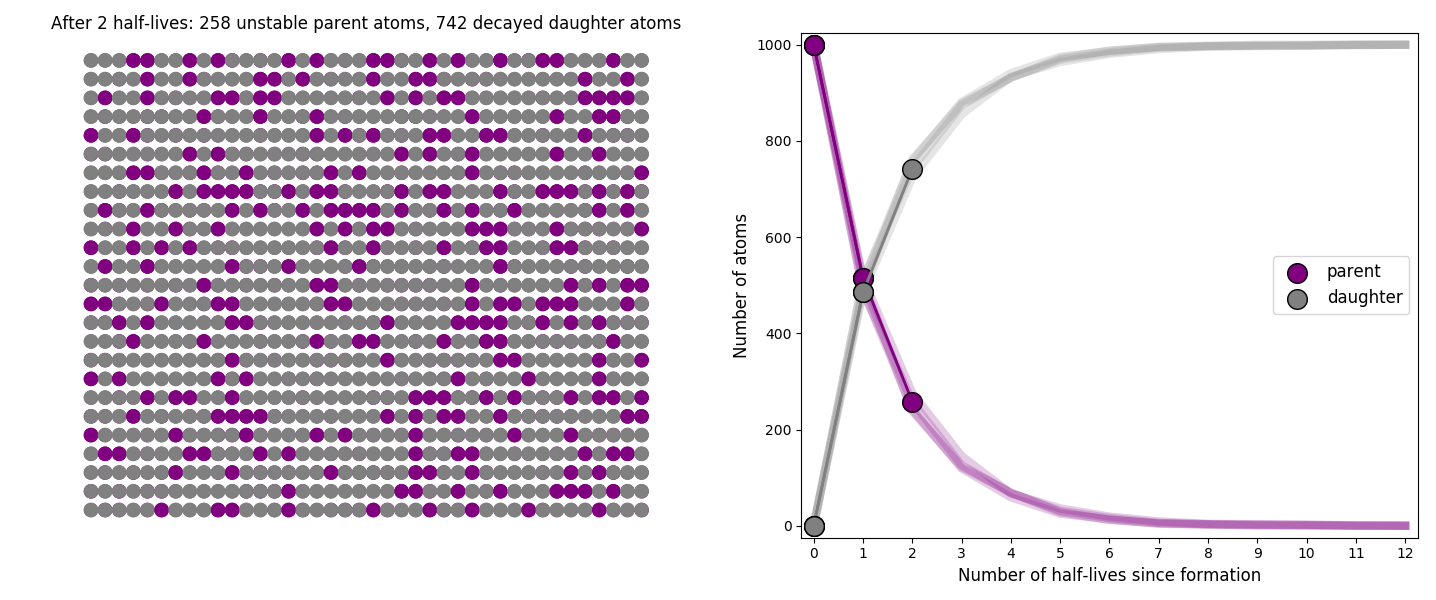 After 2 half-lives: 258 unstable parent atoms, 742 decayed daughter atoms
1000
800
600
400
200
0
Number of atoms
parent
daughter
0 1 2 3 4 5 6 7 8 9 10 11 12
Number of half-lives since formation